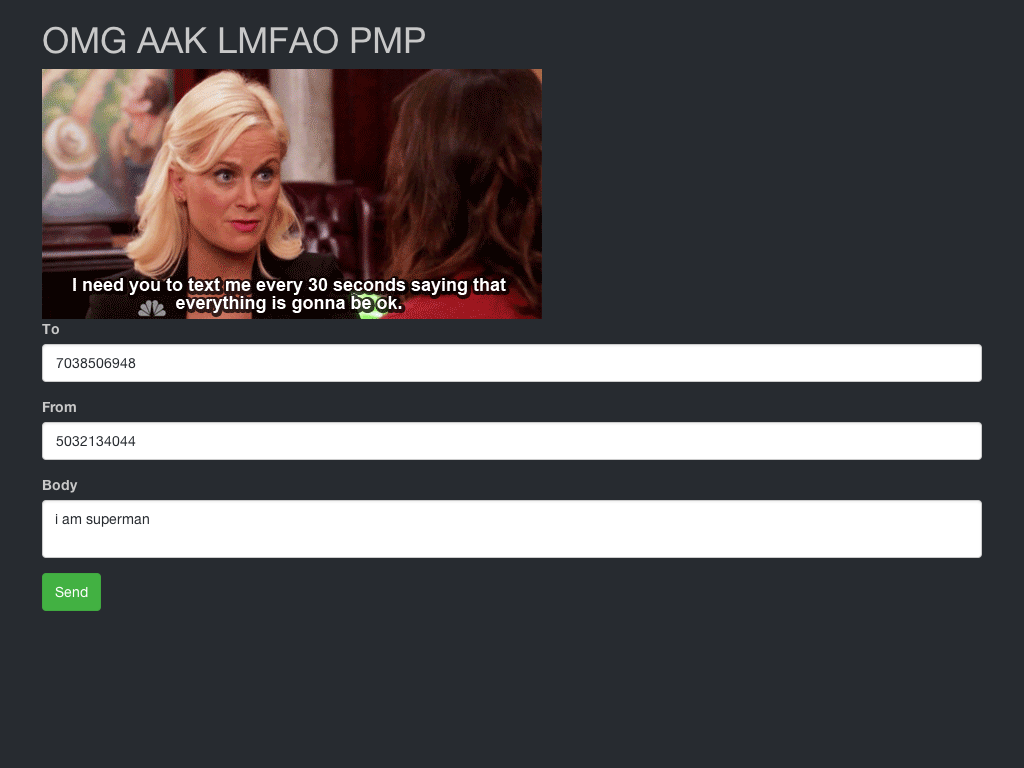 OMG AAK LMFAO PMP
I need you to text me every 30 seconds saying that
everything is gonna be ok.
To
7038506948
From
5032134044
Body
i am superman
Send